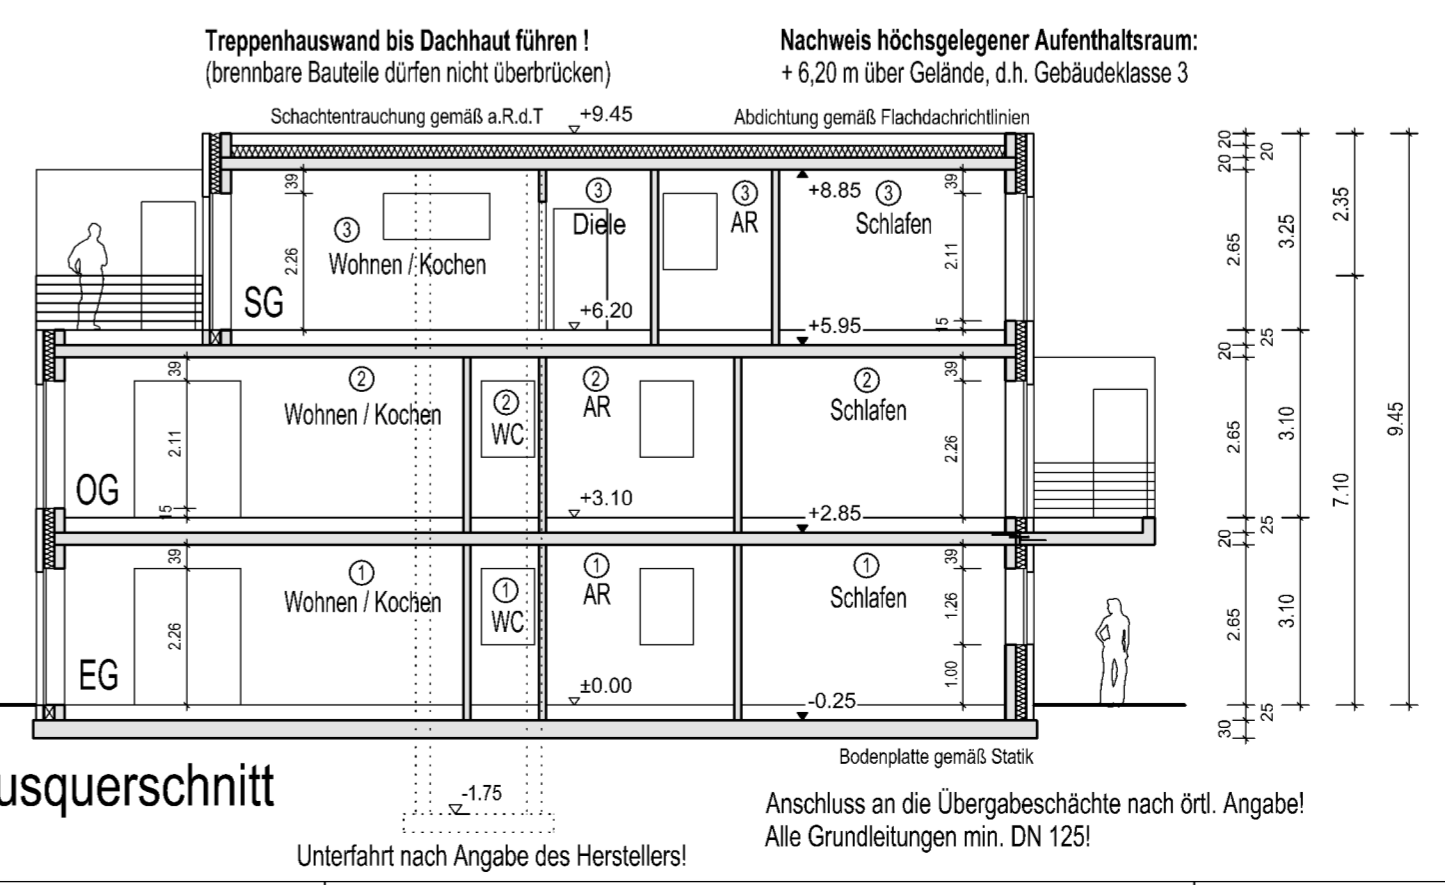 Treppenhauswand bis Dachhaut führen !
(brennbare Bauteile dürfen nicht überbrücken)
Nachweis höchsgelegener Aufenthaltsraum:
+ 6,20 m über Gelände, d.h. Gebäudeklasse 3
Schachtentrauchung gemäß a.R.d.T
+9.45
Abdichtung gemäß Flachdachrichtlinien
39
2.26
SG
3
Wohnen / Kochen
3
Diele
+6.20
3
AR
+8.85
3
Schlafen
+5.95
39
2.11
15
39
2.11
15
OG
2
Wohnen / Kochen
2
WC
2
AR
+3.10
2
Schlafen
+2.85
39
2.26
39
2.26
EG
1
Wohnen / Kochen
1
WC
1
AR
±0.00
1
Schlafen
-0.25
39
1.26
1.00
20
20
2.65
20
2.65
20
2.65
30
20
3.25
25
3.10
25
3.10
25
2.35
7.10
9.45
Bodenplatte gemäß Statik
usquerschnitt
-1.75
Unterfahrt nach Angabe des Herstellers!
Anschluss an die Übergabeschächte nach örtl. Angabe!
Alle Grundleitungen min. DN 125!